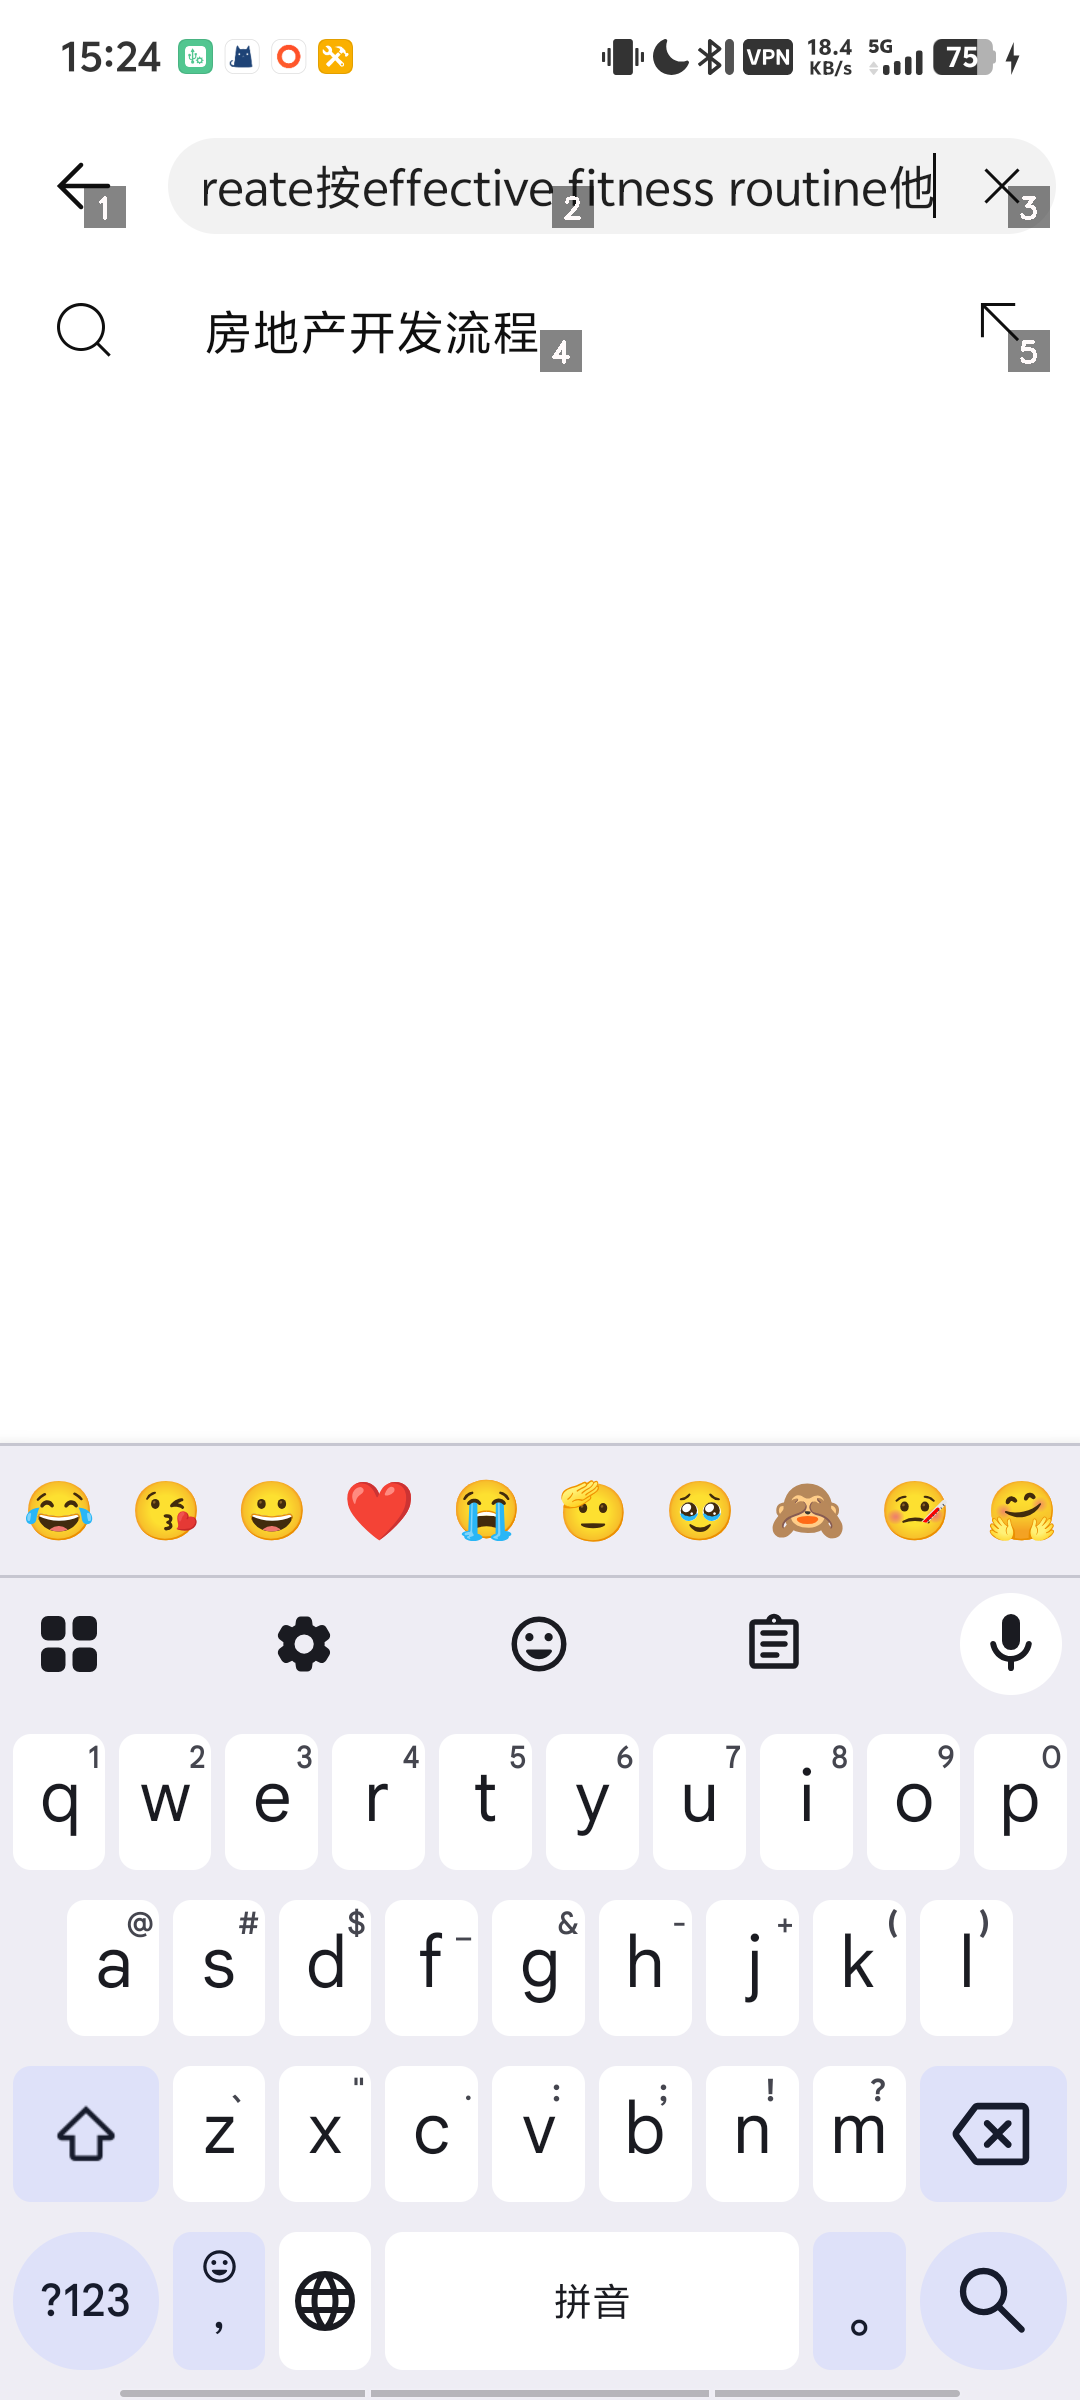 15:24 VPN 18.4 KB/s 5G 75
reate按effective fitness routine他
1 2 3
房地产开发流程
4 5
1 2 3 4 5 6 7 8 9 0
q w e r t y u i o p
@ # $ _ & - + ( )
a s d f g h j k l
、 " . : ; ! ?
z x c v b n m
?123 , 拼音 。